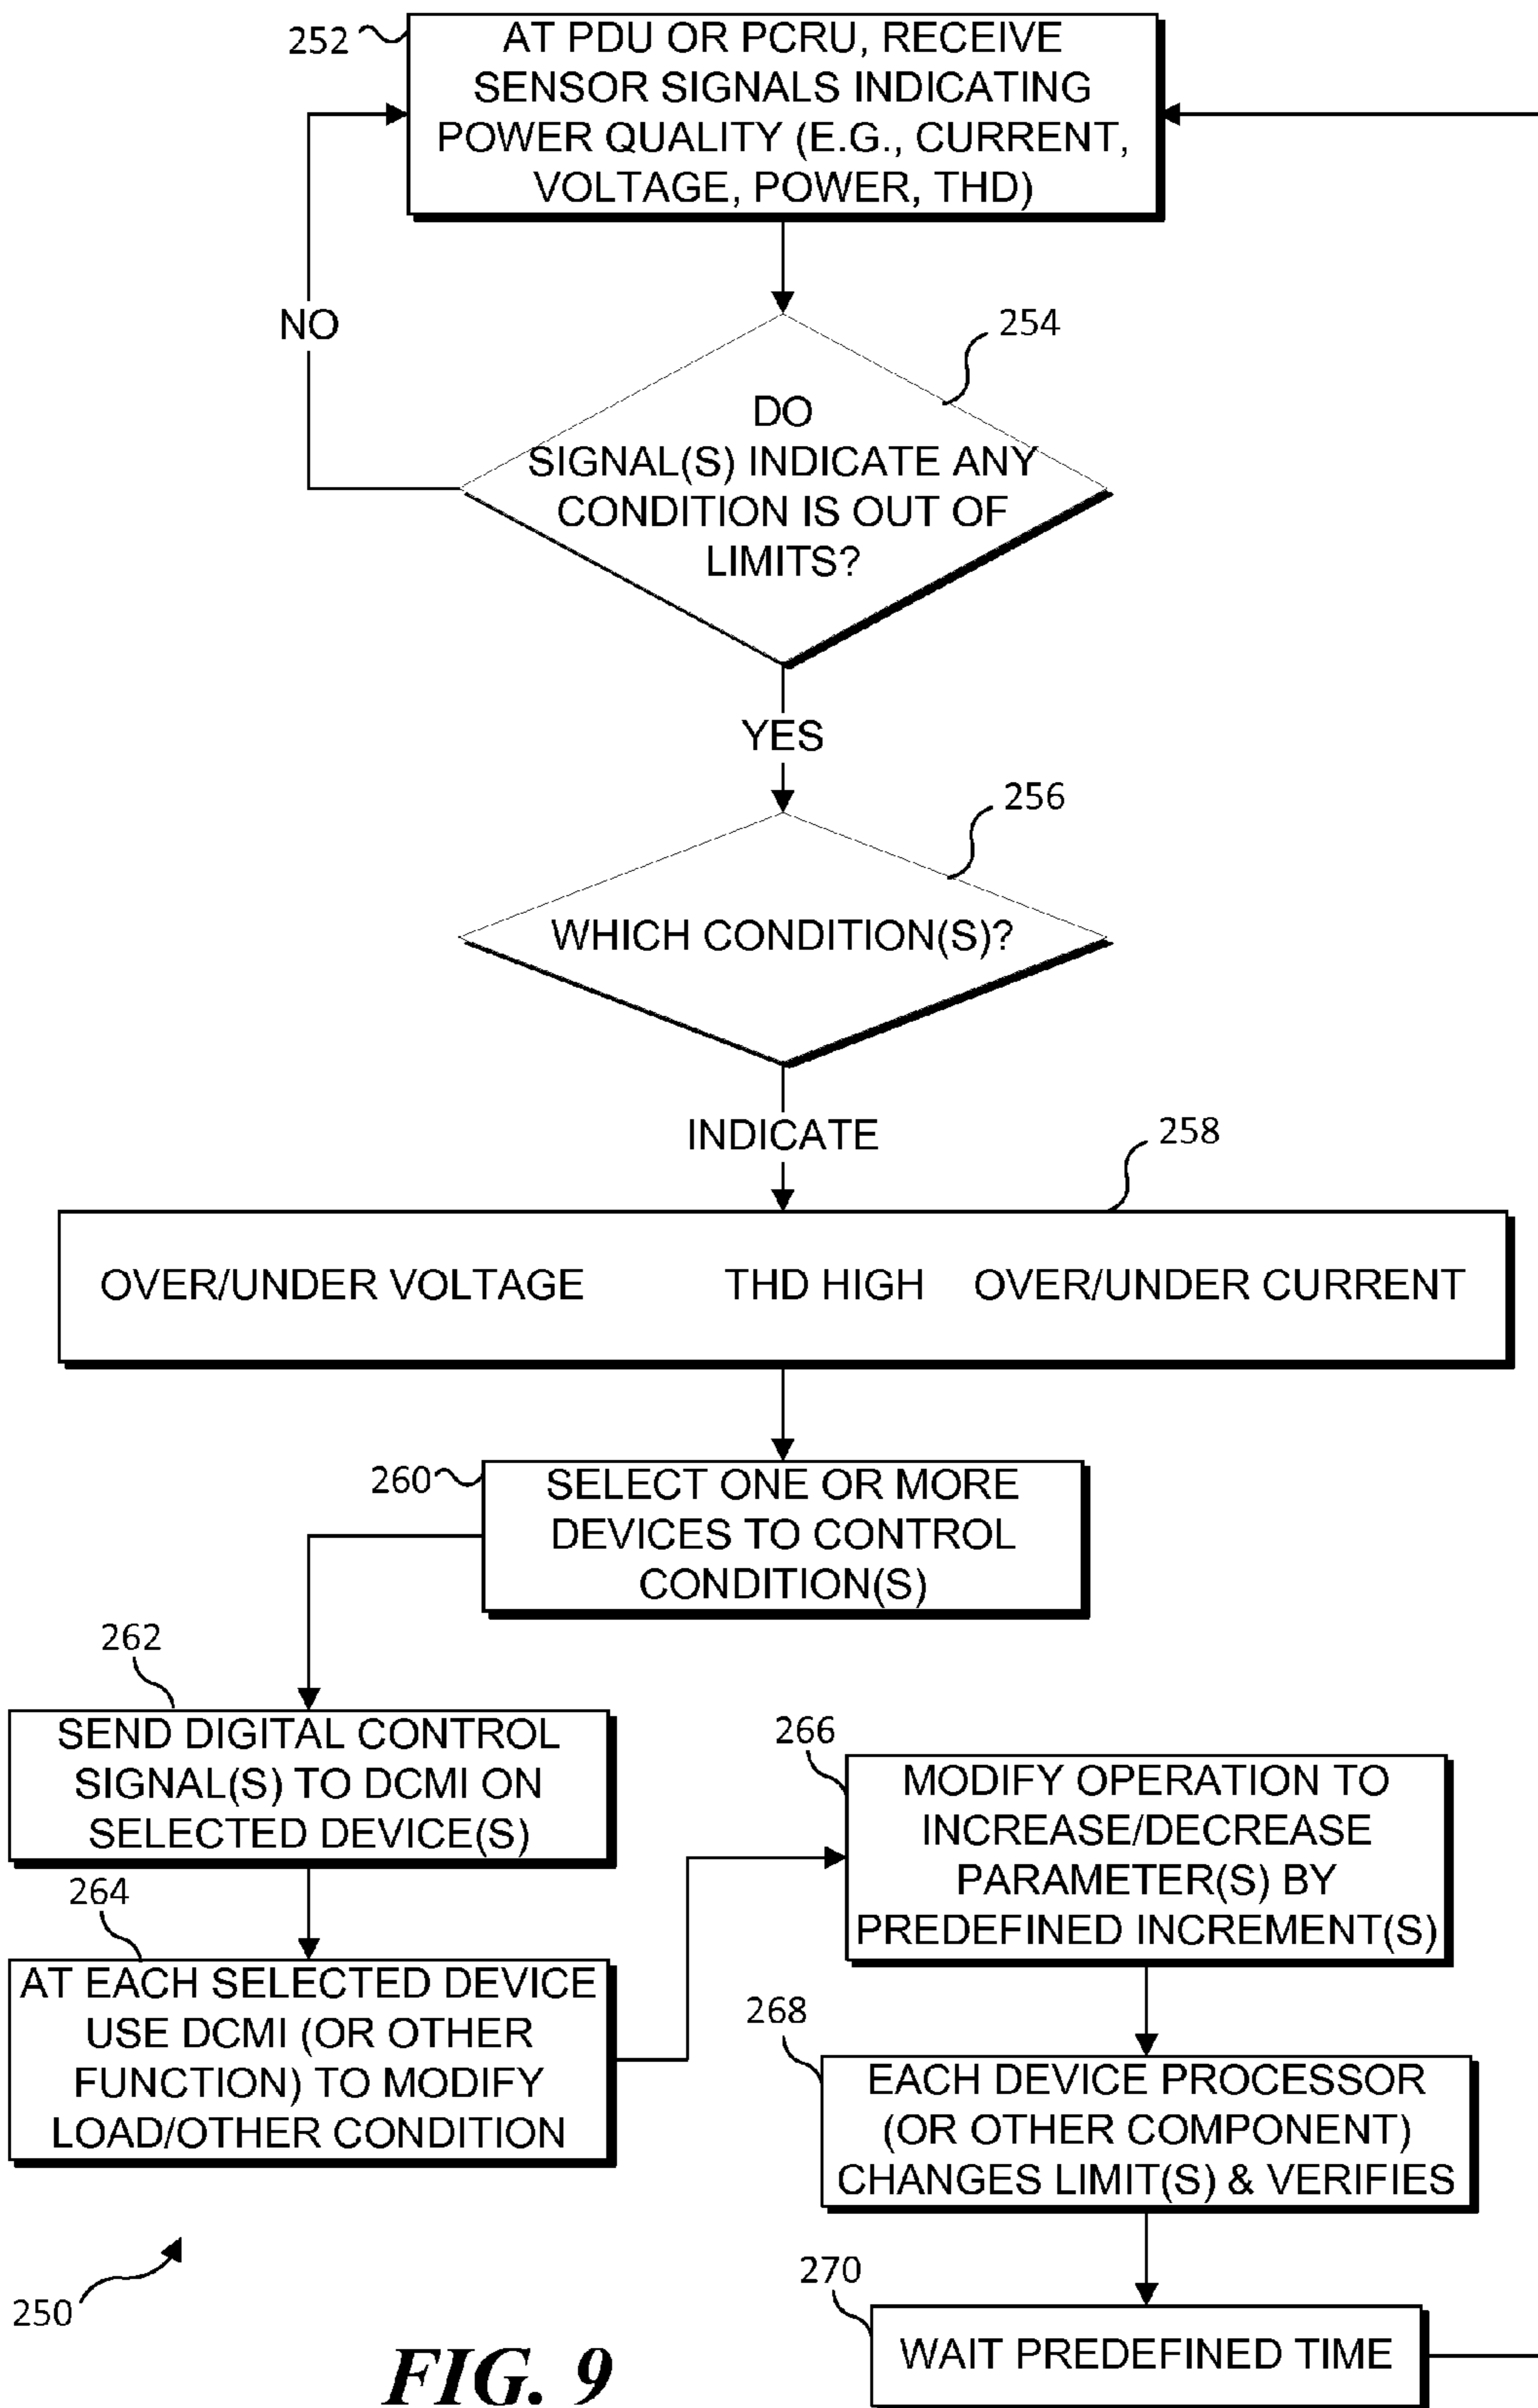 252
AT PDU OR PCRU, RECEIVE
SENSOR SIGNALS INDICATING
POWER QUALITY (E.G., CURRENT,
VOLTAGE, POWER, THD)
NO
254
DO
SIGNAL(S) INDICATE ANY
CONDITION IS OUT OF
LIMITS?
YES
256
WHICH CONDITION(S)?
INDICATE
258
OVER/UNDER VOLTAGE THD HIGH OVER/UNDER CURRENT
260
SELECT ONE OR MORE
DEVICES TO CONTROL
CONDITION(S)
262
SEND DIGITAL CONTROL
SIGNAL(S) TO DCMI ON
SELECTED DEVICE(S)
264
AT EACH SELECTED DEVICE
USE DCMI (OR OTHER
FUNCTION) TO MODIFY
LOAD/OTHER CONDITION
266
MODIFY OPERATION TO
INCREASE/DECREASE
PARAMETER(S) BY
PREDEFINED INCREMENT(S)
268
EACH DEVICE PROCESSOR
(OR OTHER COMPONENT)
CHANGES LIMIT(S) & VERIFIES
270
WAIT PREDEFINED TIME
250
FIG. 9